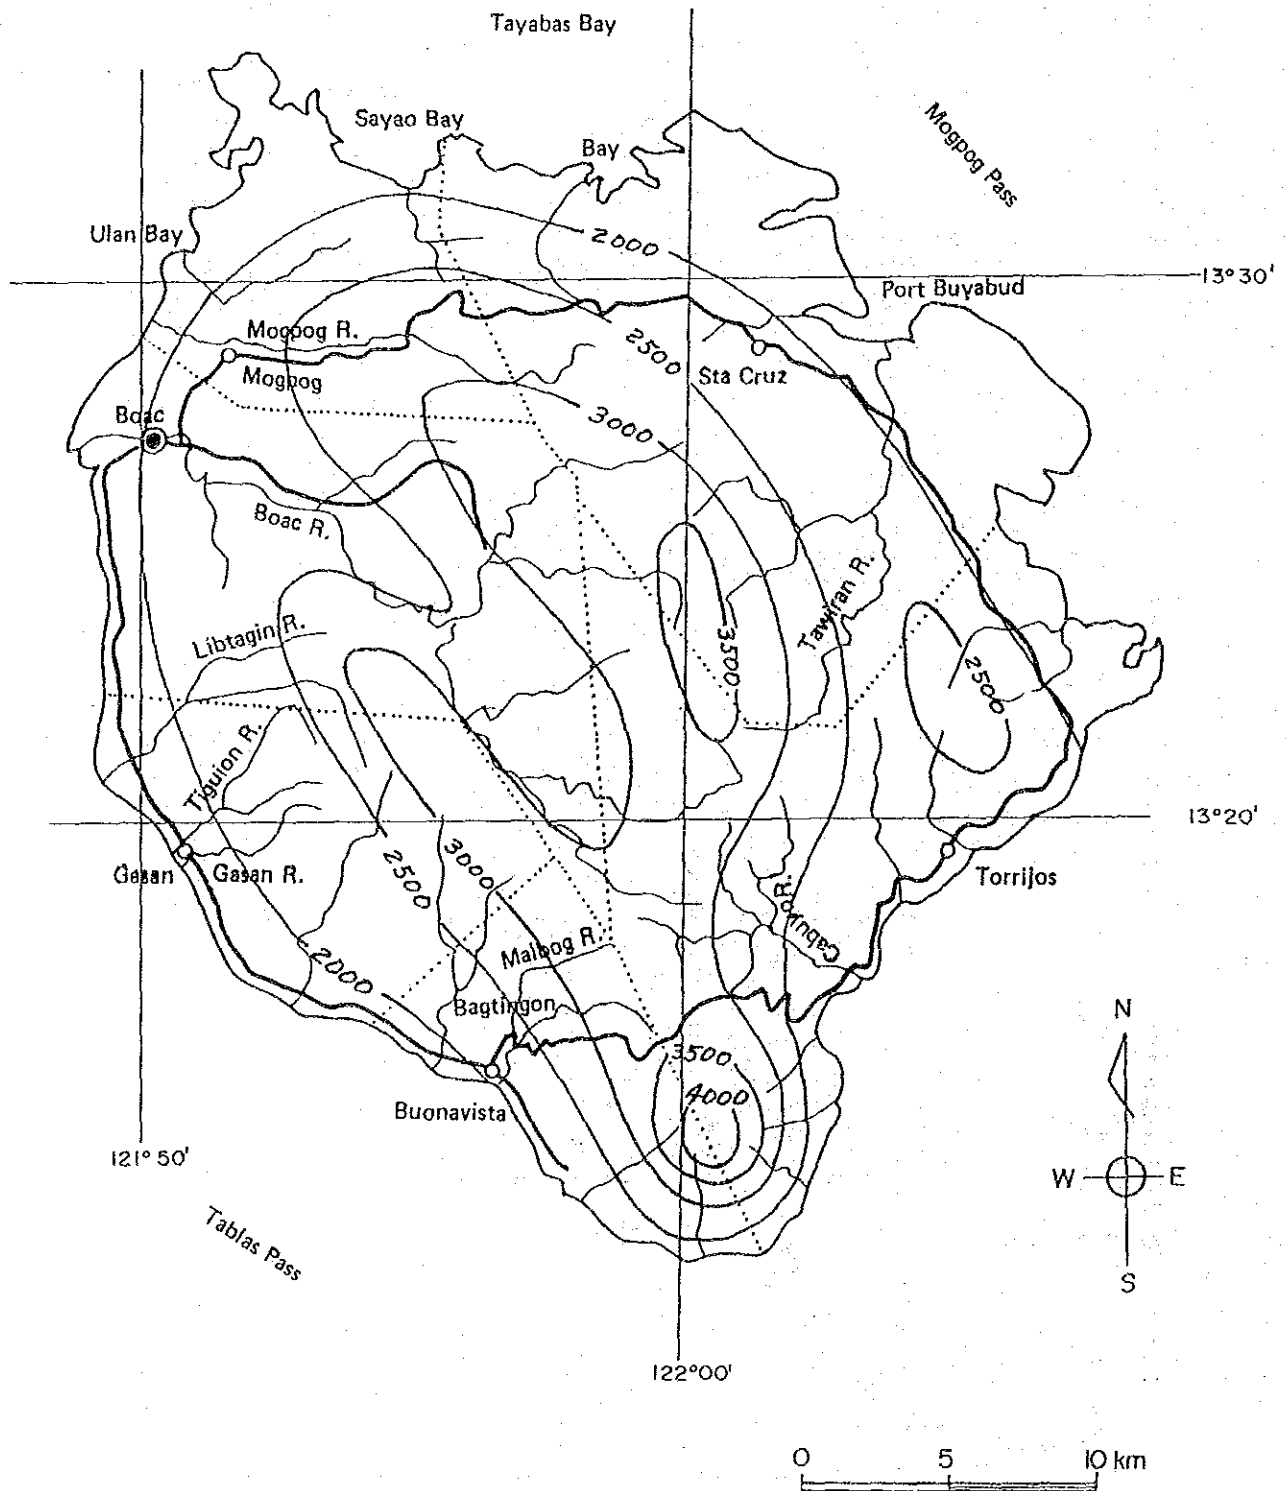 Tayabas Bay
Sayao Bay
Bay
Mogpog Pass
Ulan Bay
2000
13°30'
Port Buyabud
Mogpog R.
2500
Mogpog
Sta Cruz
Boac
3000
Boac R.
Tawiran R.
Libtagin R.
3500
2500
Tiguion R.
13°20'
Gasan
Gasan R.
2500
3000
Torrijos
Cabuyo R.
Malbog R.
2000
Bagtingon
N
3500
4000
Buonavista
121°50'
W
E
Tablas Pass
S
122°00'
0 5 10 km